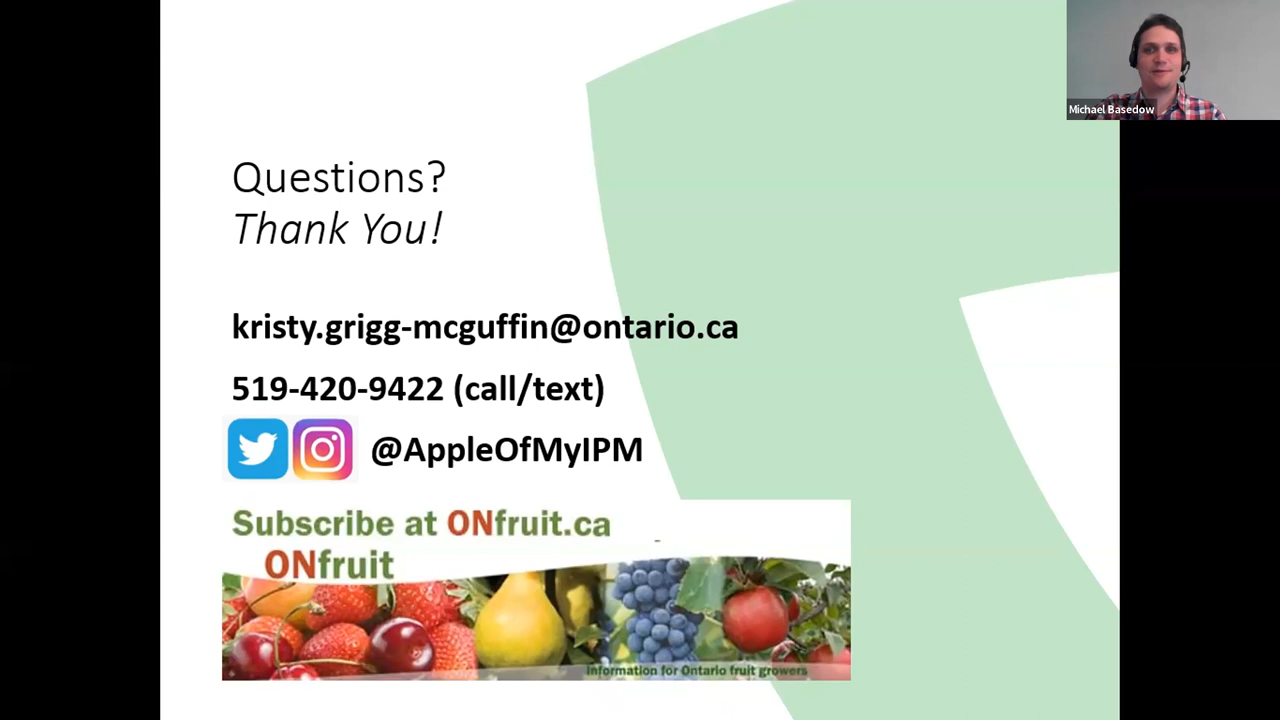 Michael Basedow
Questions?
Thank You!
kristy.grigg-mcguffin@ontario.ca
519-420-9422 (call/text)
@AppleOfMyIPM
Subscribe at ONfruit.ca
ONfruit
Information for Ontario fruit growers